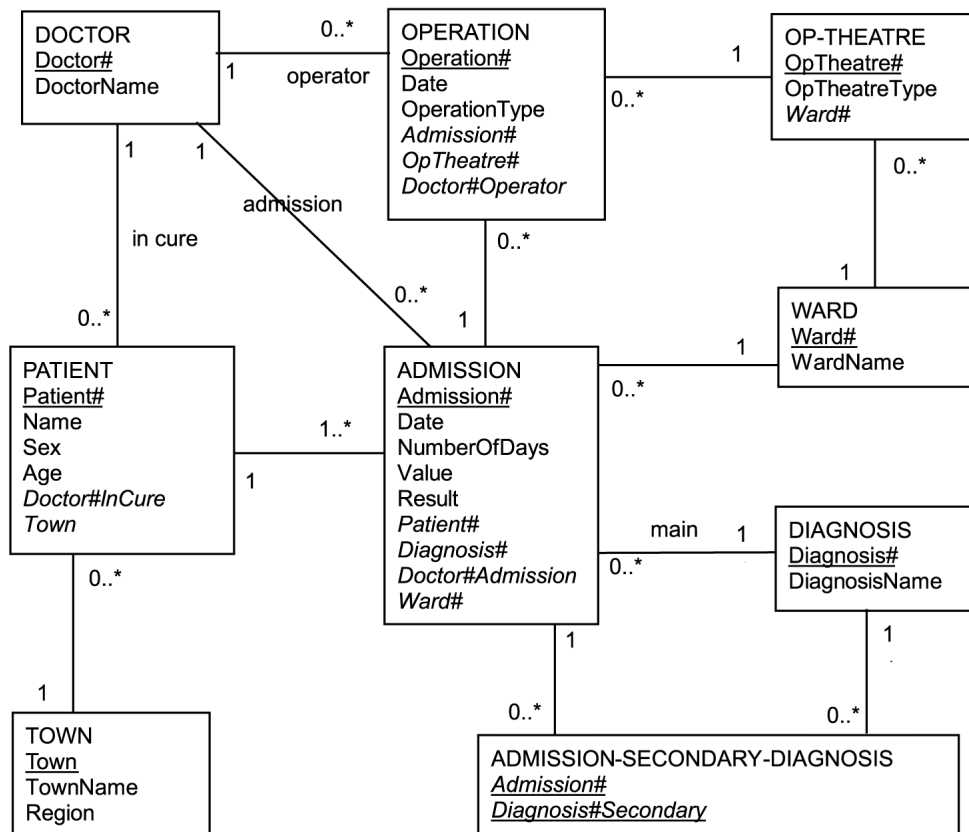 DOCTOR
Doctor#
DoctorName
1
0..*
operator
OPERATION
Operation#
Date
OperationType
Admission#
OpTheatre#
Doctor#Operator
1
0..*
OP-THEATRE
OpTheatre#
OpTheatreType
Ward#
1
1
admission
in cure
0..*
0..*
0..*
1
0..*
1
WARD
Ward#
WardName
0..*
PATIENT
Patient#
Name
Sex
Age
Doctor#InCure
Town
1..*
1
ADMISSION
Admission#
Date
NumberOfDays
Value
Result
Patient#
Diagnosis#
Doctor#Admission
Ward#
1
0..*
main
1
0..*
DIAGNOSIS
Diagnosis#
DiagnosisName
0..*
1
1
1
0..*
0..*
TOWN
Town
TownName
Region
ADMISSION-SECONDARY-DIAGNOSIS
Admission#
Diagnosis#Secondary